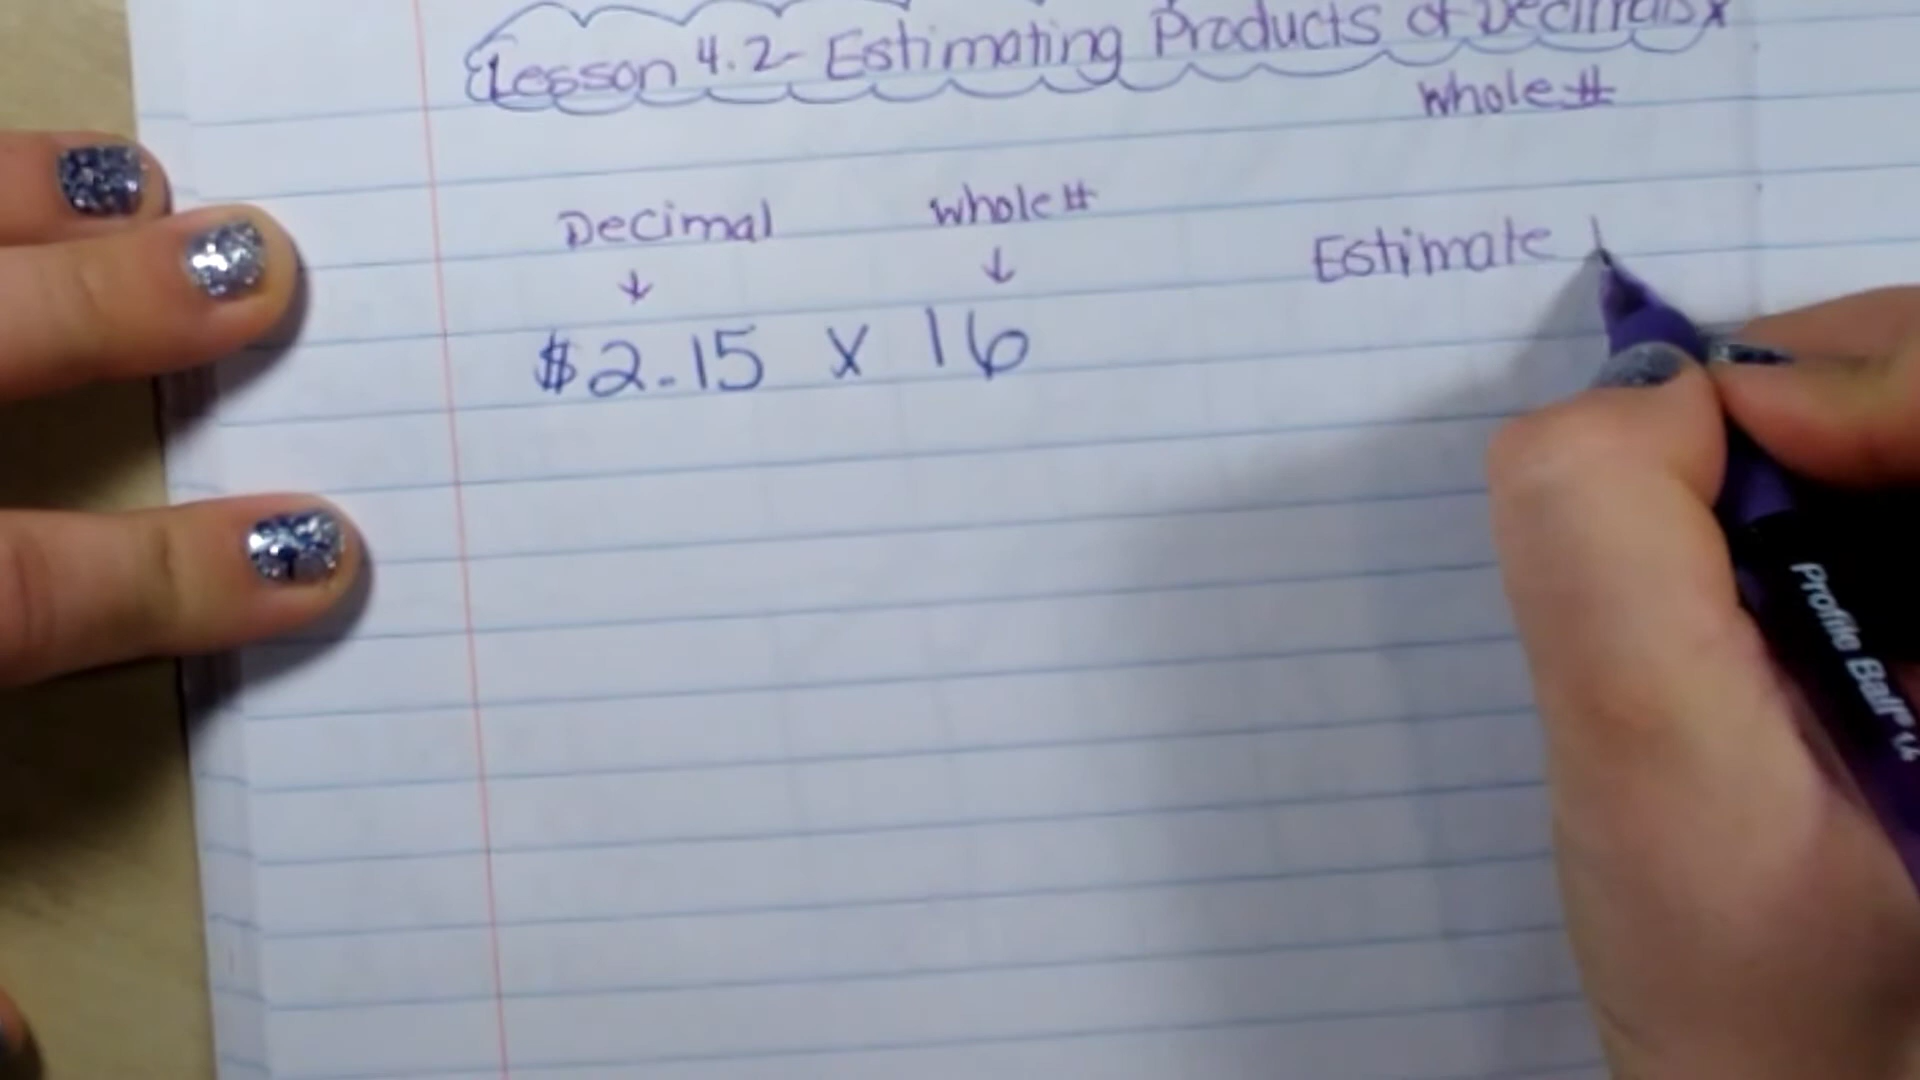 Lesson 4.2 - Estimating Products of Decimals x
Whole #
Decimal Whole #
↓ ↓
Estimate
$2.15 x 16
Profile Ball